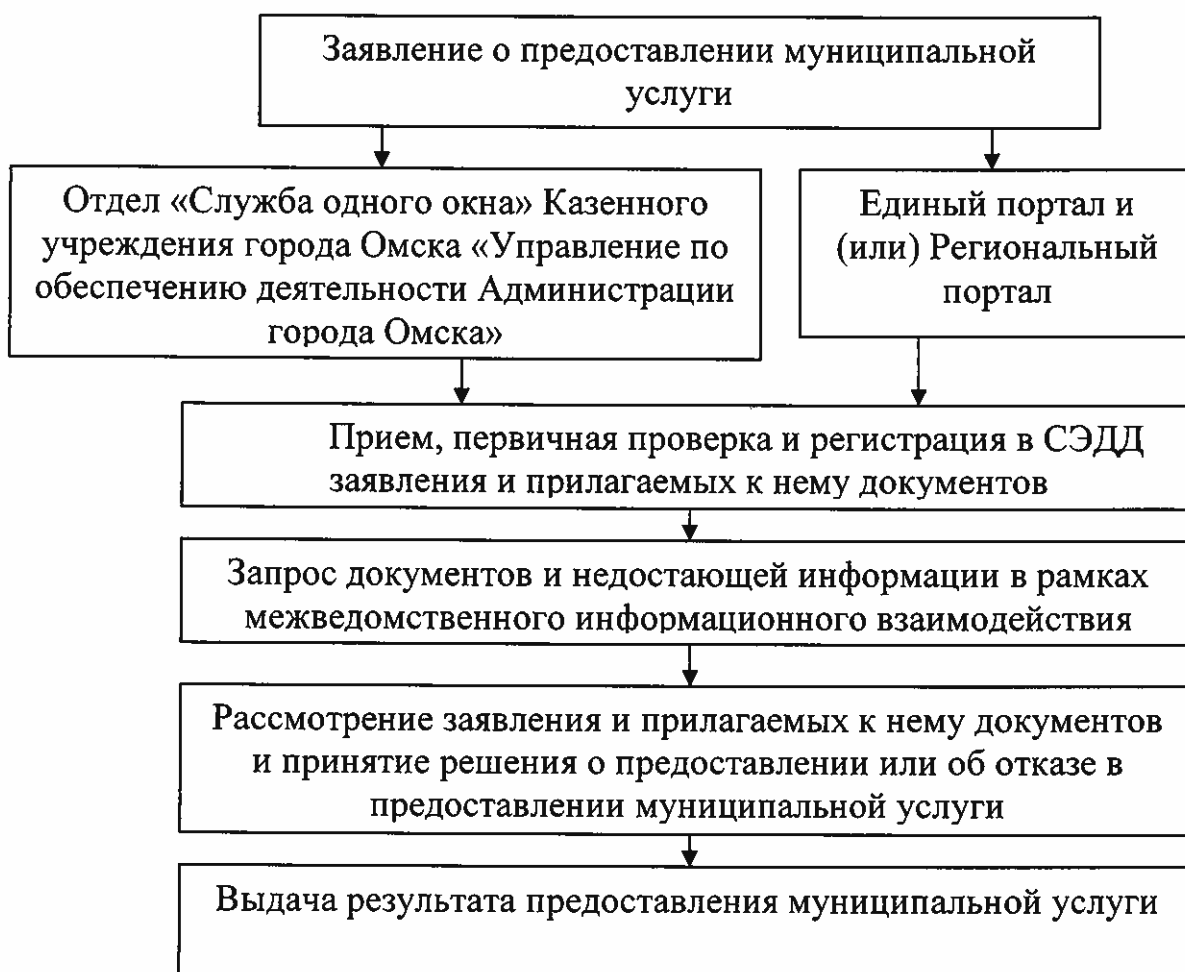 Заявление о предоставлении муниципальной
услуги
Отдел «Служба одного окна» Казенного
учреждения города Омска «Управление по
обеспечению деятельности Администрации
города Омска»
Единый портал и
(или) Региональный
портал
Прием, первичная проверка и регистрация в СЭДД
заявления и прилагаемых к нему документов
Запрос документов и недостающей информации в рамках
межведомственного информационного взаимодействия
Рассмотрение заявления и прилагаемых к нему документов
и принятие решения о предоставлении или об отказе в
предоставлении муниципальной услуги
Выдача результата предоставления муниципальной услуги